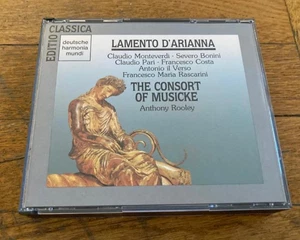 EDITIO CLASSICA
deutsche
harmonia
mundi
LAMENTO D'ARIANNA
Claudio Monteverdi · Severo Bonini
Claudio Pari · Francesco Costa
Antonio il Verso
Francesco Maria Rascarini
THE CONSORT
OF MUSICKE
Anthony Rooley